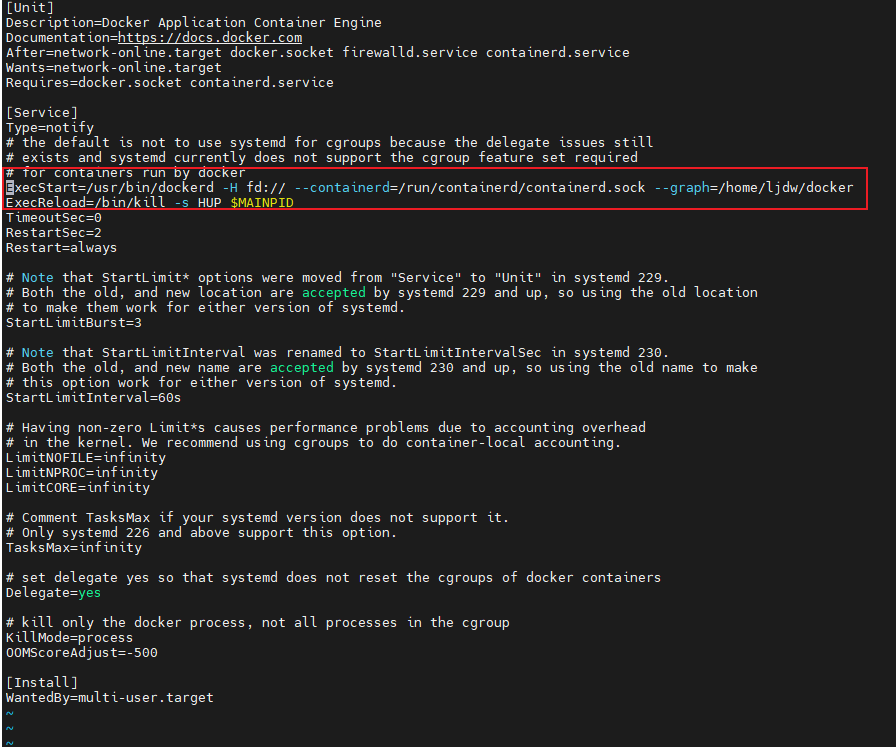 [Unit]
Description=Docker Application Container Engine
Documentation=https://docs.docker.com
After=network-online.target docker.socket firewalld.service containerd.service
Wants=network-online.target
Requires=docker.socket containerd.service
[Service]
Type=notify
# the default is not to use systemd for cgroups because the delegate issues still
# exists and systemd currently does not support the cgroup feature set required
# for containers run by docker
ExecStart=/usr/bin/dockerd -H fd:// --containerd=/run/containerd/containerd.sock --graph=/home/ljdw/docker
ExecReload=/bin/kill -s HUP $MAINPID
TimeoutSec=0
RestartSec=2
Restart=always
# Note that StartLimit* options were moved from "Service" to "Unit" in systemd 229.
# Both the old, and new location are accepted by systemd 229 and up, so using the old location
# to make them work for either version of systemd.
StartLimitBurst=3
# Note that StartLimitInterval was renamed to StartLimitIntervalSec in systemd 230.
# Both the old, and new name are accepted by systemd 230 and up, so using the old name to make
# this option work for either version of systemd.
StartLimitInterval=60s
# Having non-zero Limit*s causes performance problems due to accounting overhead
# in the kernel. We recommend using cgroups to do container-local accounting.
LimitNOFILE=infinity
LimitNPROC=infinity
LimitCORE=infinity
# Comment TasksMax if your systemd version does not support it.
# Only systemd 226 and above support this option.
TasksMax=infinity
# set delegate yes so that systemd does not reset the cgroups of docker containers
Delegate=yes
# kill only the docker process, not all processes in the cgroup
KillMode=process
OOMScoreAdjust=-500
[Install]
WantedBy=multi-user.target
~
~
~